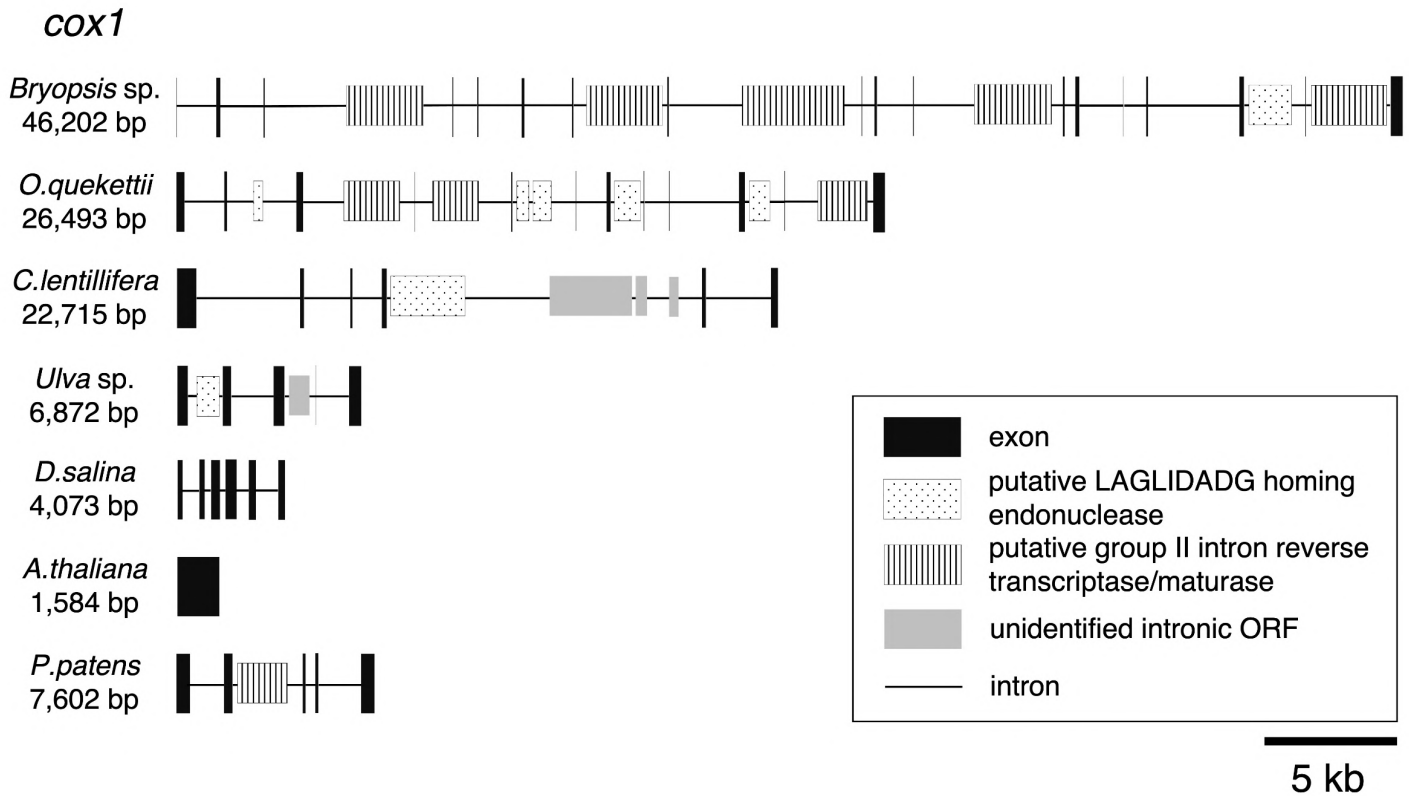 cox1
Bryopsis sp.
46,202 bp
O.quekettii
26,493 bp
C.lentillifera
22,715 bp
Ulva sp.
6,872 bp
D.salina
4,073 bp
A.thaliana
1,584 bp
P.patens
7,602 bp
exon
putative LAGLIDADG homing
endonuclease
putative group II intron reverse
transcriptase/maturase
unidentified intronic ORF
intron
5 kb